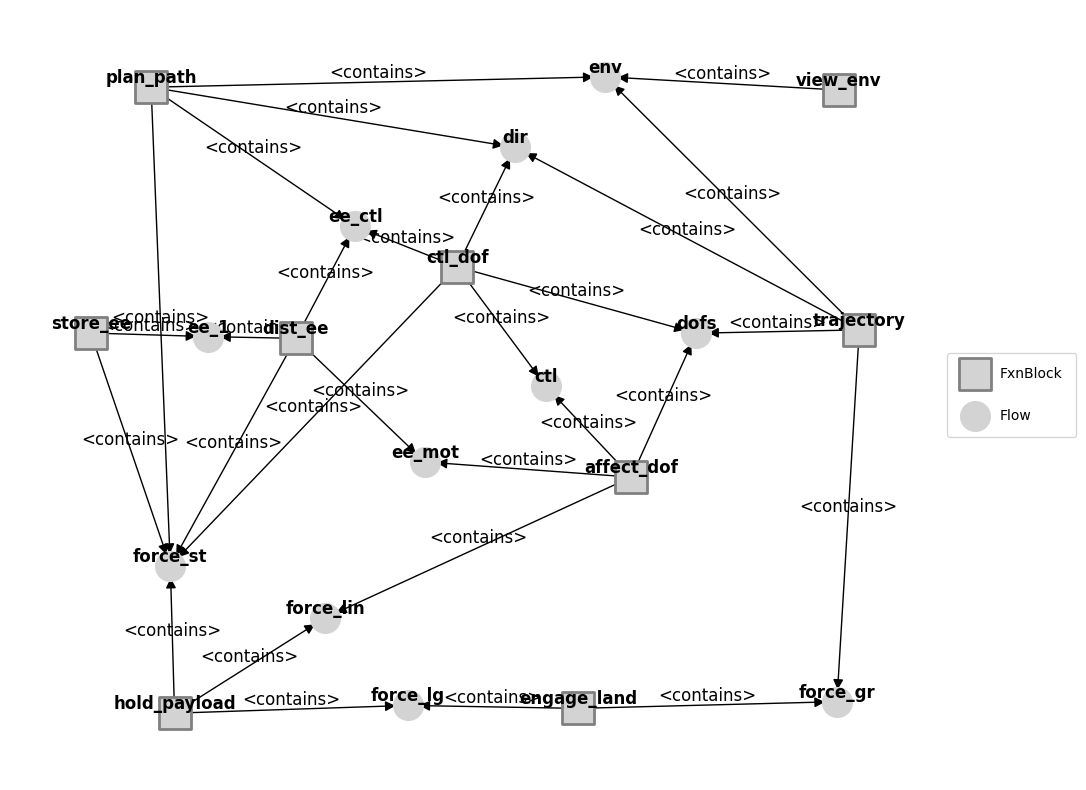 plan_path
<contains>
env
<contains>
view_env
<contains>
dir
<contains>
<contains>
<contains>
ee_ctl
<contains>
<contains>
ctl_dof
<contains>
<contains>
store_ee
<contains>
<contains>
ee_1
<contains>
dist_ee
<contains>
dofs
<contains>
trajectory
FxnBlock
ctl
<contains>
<contains>
<contains>
Flow
<contains>
<contains>
<contains>
ee_mot
<contains>
affect_dof
<contains>
<contains>
force_st
force_lin
<contains>
<contains>
hold_payload
<contains>
force_lg
<contains>
engage_land
<contains>
force_gr